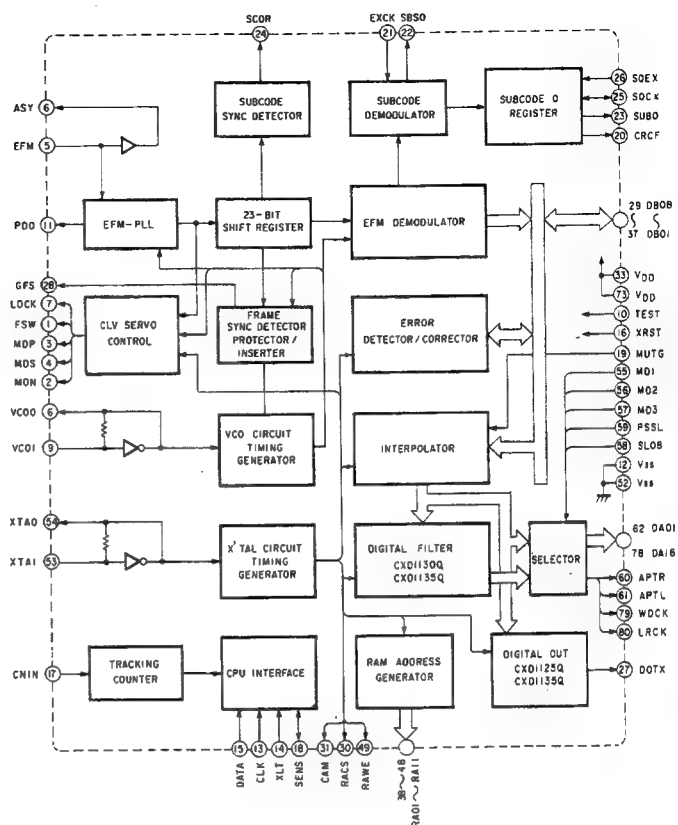 SCOR
24
EXCK SBSO
21
22
ASY
6
EFM
5
SUBCODE
SYNC DETECTOR
SUBCODE
DEMODULATOR
SUBCODE Q
REGISTER
26 SQEX
25 SQCK
23 SUBQ
20 CRCF
PDO
11
EFM-PLL
23-BIT
SHIFT REGISTER
EFM DEMODULATOR
29 DB08
37 DB01
GFS
28
LOCK
7
FSW
1
MDP
3
MDS
4
MON
2
CLV SERVO
CONTROL
FRAME
SYNC DETECTOR
PROTECTOR/
INSERTER
ERROR
DETECTOR/CORRECTOR
33 VDD
73 VDD
10 TEST
16 XRST
19 MUTG
55 MD1
56 MD2
57 MD3
59 PSSL
58 SLOB
12 Vss
52 Vss
VCOO
6
VCOI
9
VCO CIRCUIT
TIMING
GENERATOR
INTERPOLATOR
XTAO
54
XTAI
53
X'TAL CIRCUIT
TIMING
GENERATOR
DIGITAL FILTER
CXD1130Q
CXD1135Q
SELECTOR
62 DA01
78 DA16
60 APTR
61 APTL
79 WDCK
80 LRCK
CNIN
17
TRACKING
COUNTER
CPU INTERFACE
RAM ADDRESS
GENERATOR
DIGITAL OUT
CXD1125Q
CXD1135Q
27 DOTX
15
13
14
18
31
30
49
DATA
CLK
XLT
SENS
CAM
RACS
RAWE
38~48
RA01~RA11